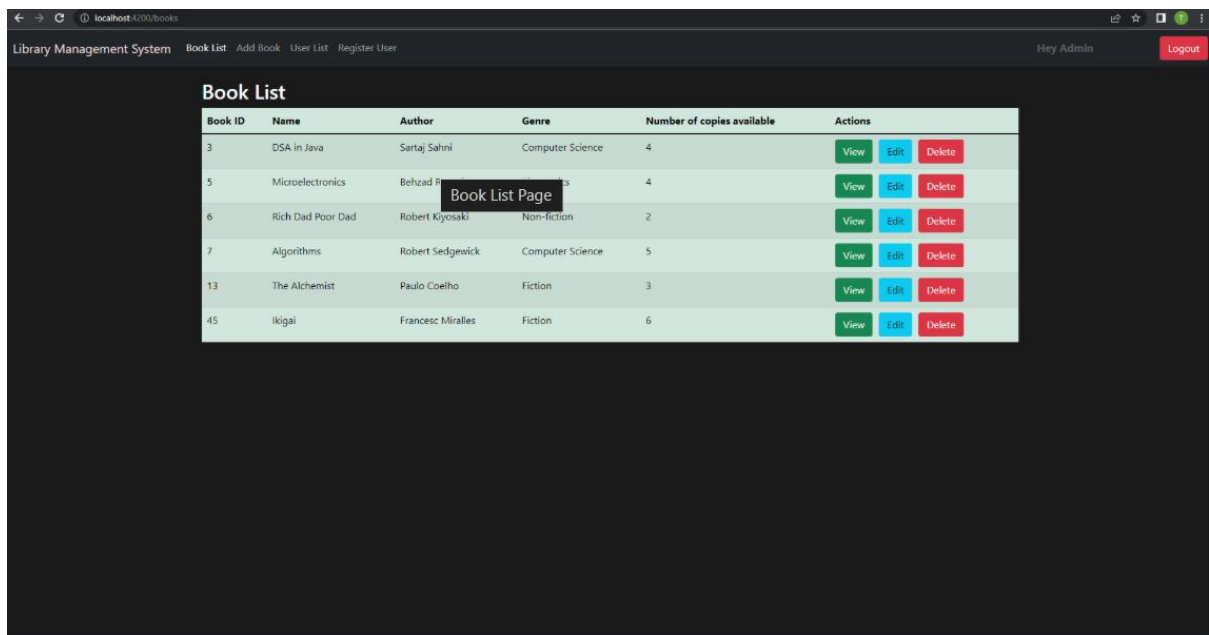 localhost:4200/books
T
Library Management System Book List Add Book User List Register User Hey Admin Logout
Book List
Book ID Name Author Genre Number of copies available Actions
3 DSA in Java Sartaj Sahni Computer Science 4 View Edit Delete
5 Microelectronics Behzad 4 View Edit Delete
Book List Page
6 Rich Dad Poor Dad Robert Kiyosaki Non-fiction 2 View Edit Delete
7 Algorithms Robert Sedgewick Computer Science 5 View Edit Delete
13 The Alchemist Paulo Coelho Fiction 3 View Edit Delete
45 Ikigai Francesc Miralles Fiction 6 View Edit Delete